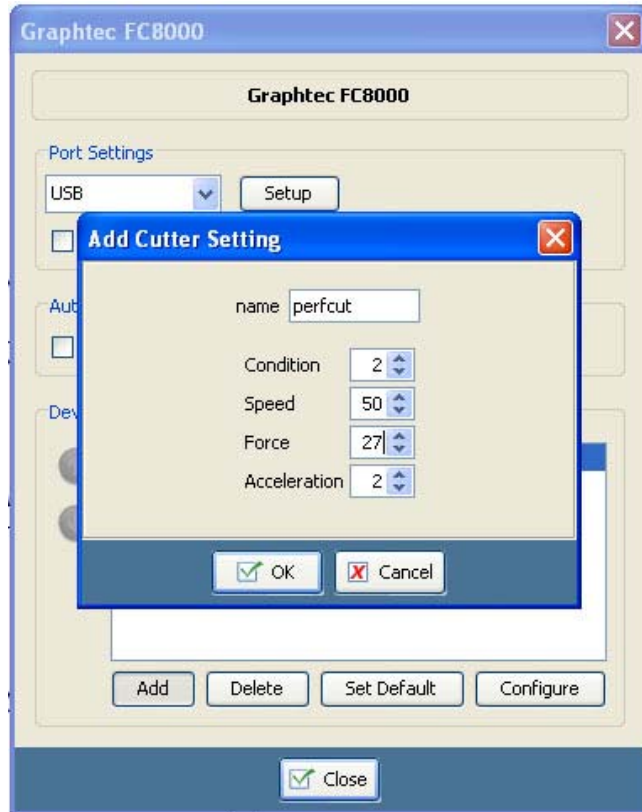 Graphtec FC8000
Graphtec FC8000
Port Settings
USB
Setup
Add Cutter Setting
name perfcut
Condition 2
Speed 50
Force 27
Acceleration 2
OK Cancel
Aut
Dev
Add Delete Set Default Configure
Close